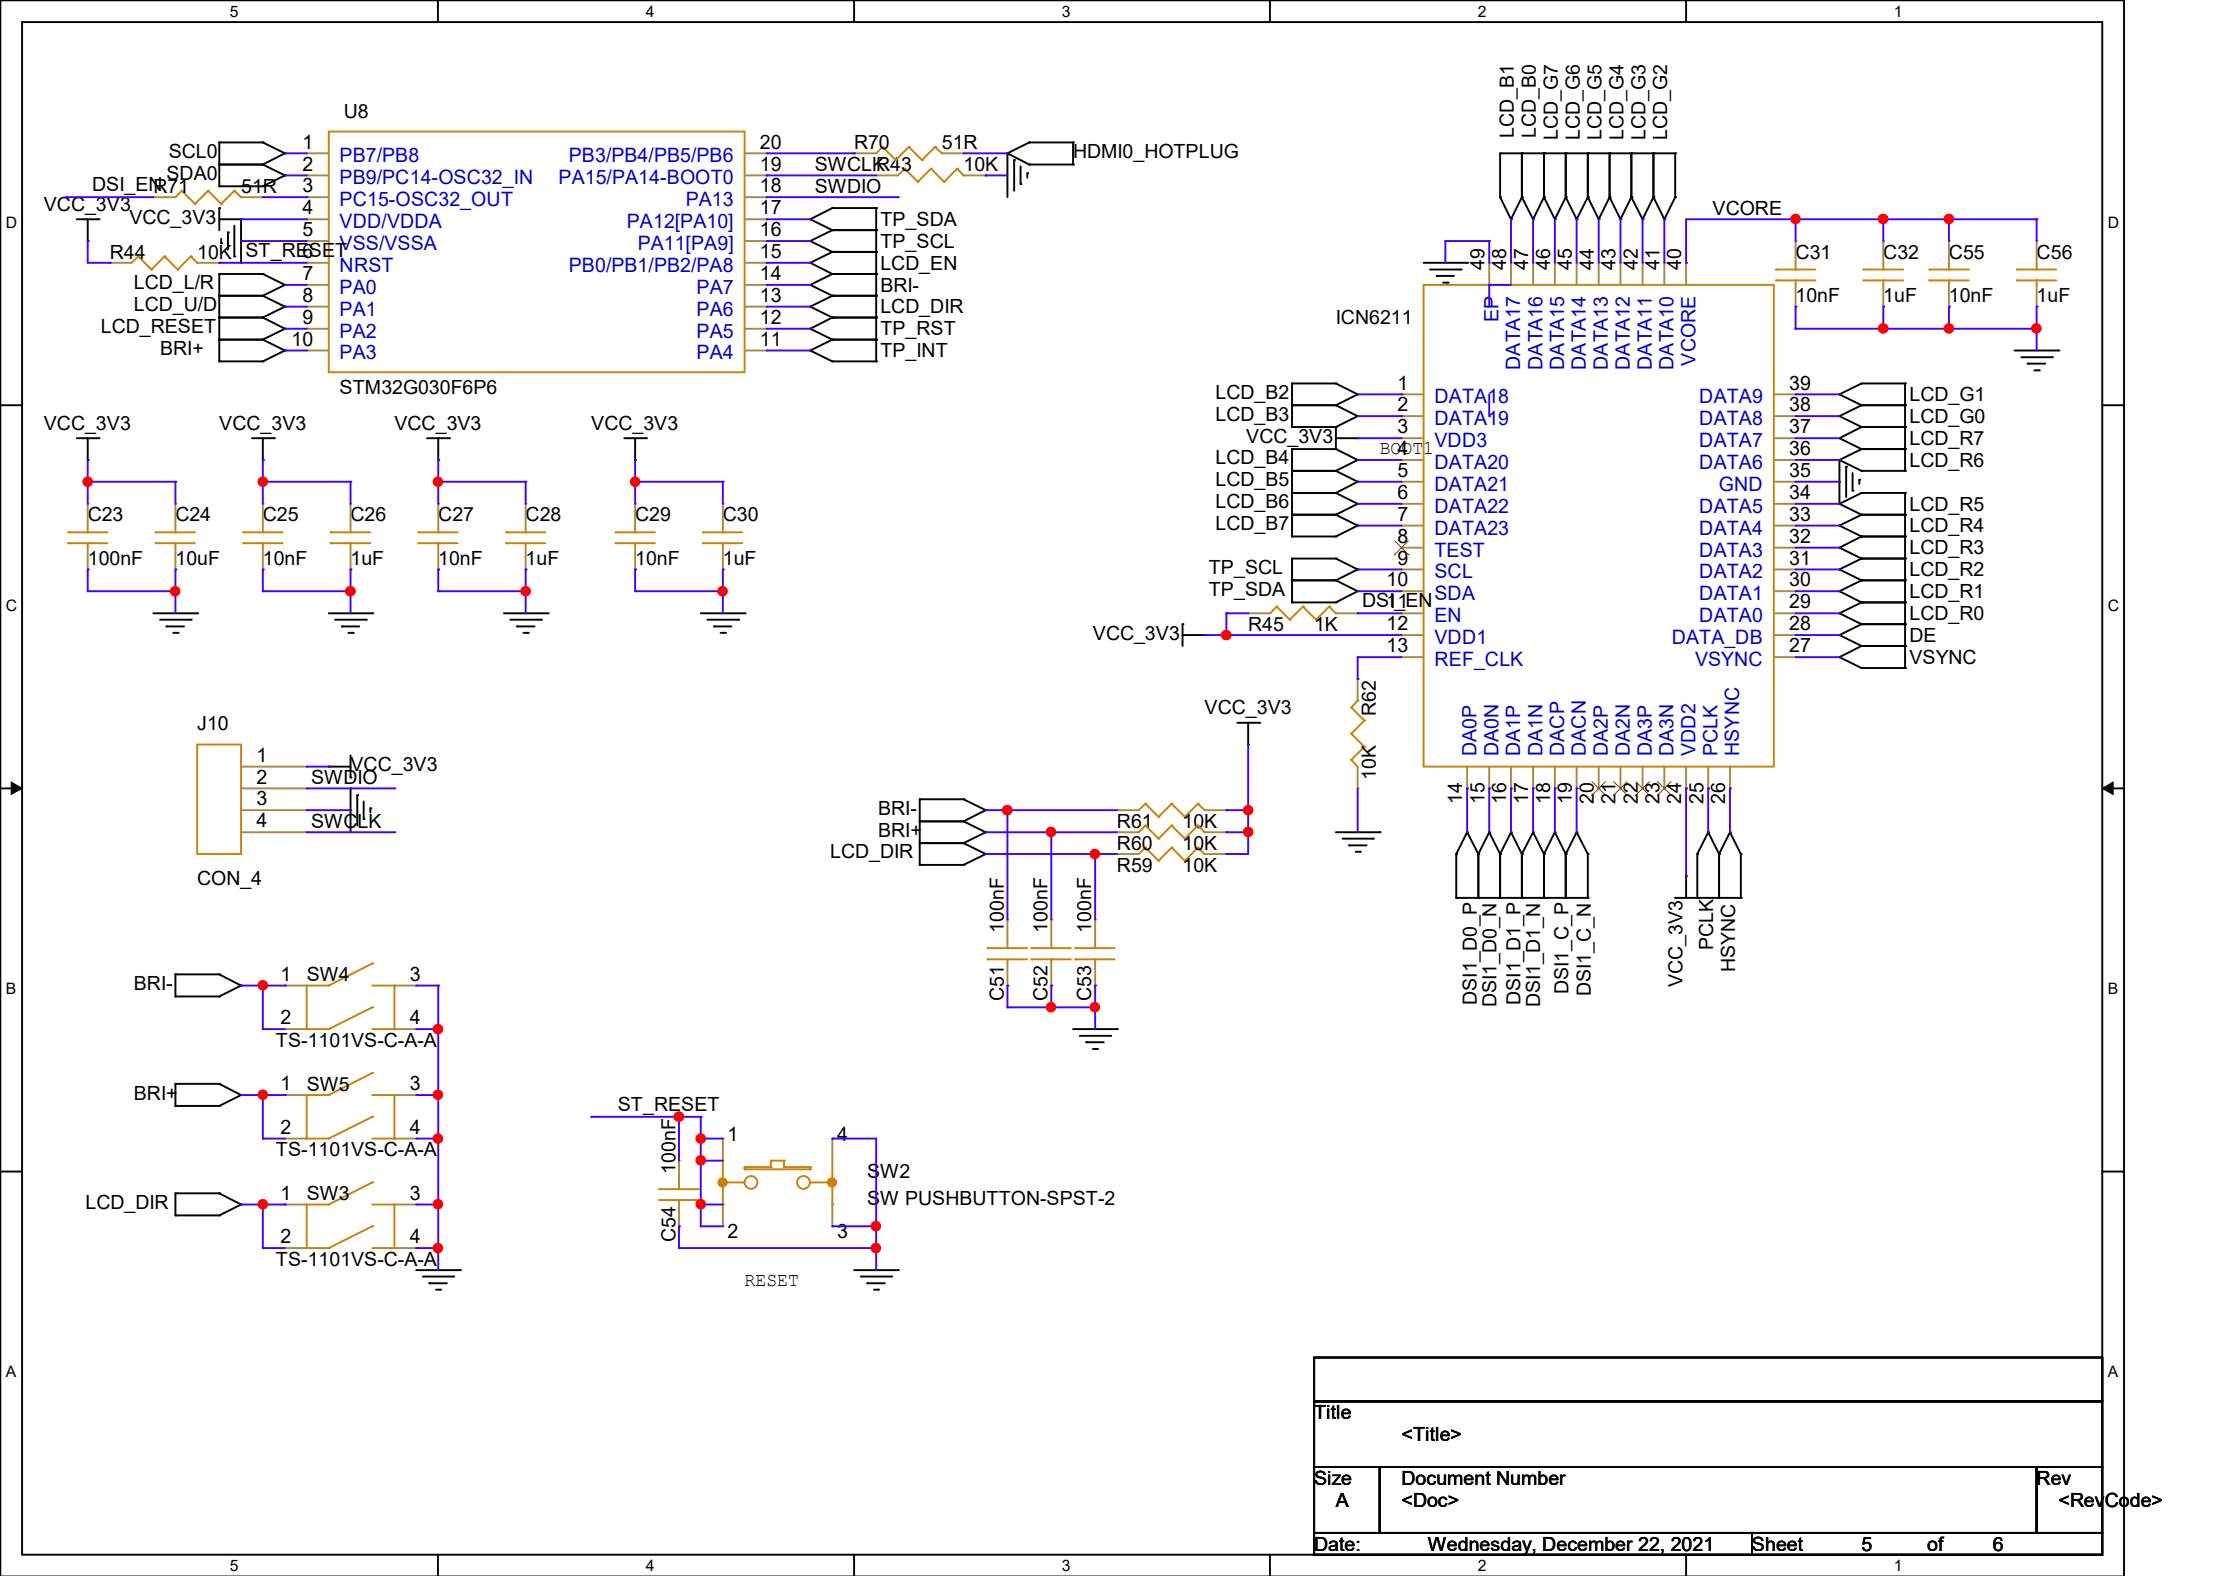 5 4 3 2 1
D
C
B
A
U8
SCL0
SDA0
DSI_EN
R71
51R
VCC_3V3
VCC_3V3
R44
10K
ST_RESET
LCD_L/R
LCD_U/D
LCD_RESET
BRI+
1
2
3
4
5
6
7
8
9
10
PB7/PB8
PB9/PC14-OSC32_IN
PC15-OSC32_OUT
VDD/VDDA
VSS/VSSA
NRST
PA0
PA1
PA2
PA3
PB3/PB4/PB5/PB6
PA15/PA14-BOOT0
PA13
PA12[PA10]
PA11[PA9]
PB0/PB1/PB2/PA8
PA7
PA6
PA5
PA4
20
19
18
17
16
15
14
13
12
11
R70
51R
SWCLK
R43
10K
SWDIO
HDMI0_HOTPLUG
TP_SDA
TP_SCL
LCD_EN
BRI-
LCD_DIR
TP_RST
TP_INT
STM32G030F6P6
VCC_3V3
C23
100nF
C24
10uF
VCC_3V3
C25
10nF
C26
1uF
VCC_3V3
C27
10nF
C28
1uF
VCC_3V3
C29
10nF
C30
1uF
J10
1
2
3
4
VCC_3V3
SWDIO
SWCLK
CON_4
BRI-
1
2
SW4
3
4
TS-1101VS-C-A-A
BRI+
1
2
SW5
3
4
TS-1101VS-C-A-A
LCD_DIR
1
2
SW3
3
4
TS-1101VS-C-A-A
ST_RESET
100nF
C54
1
2
4
3
SW2
SW PUSHBUTTON-SPST-2
RESET
VCC_3V3
BRI-
BRI+
LCD_DIR
R61
10K
R60
10K
R59
10K
100nF
100nF
100nF
C51
C52
C53
LCD_B1
LCD_B0
LCD_G7
LCD_G6
LCD_G5
LCD_G4
LCD_G3
LCD_G2
49
48
47
46
45
44
43
42
41
40
EP
DATA17
DATA16
DATA15
DATA14
DATA13
DATA12
DATA11
DATA10
VCORE
VCORE
C31
10nF
C32
1uF
C55
10nF
C56
1uF
ICN6211
LCD_B2
LCD_B3
VCC_3V3
BOOT1
LCD_B4
LCD_B5
LCD_B6
LCD_B7
TP_SCL
TP_SDA
DSI_EN
R45
1K
VCC_3V3
1
2
3
4
5
6
7
8
9
10
11
12
13
DATA18
DATA19
VDD3
DATA20
DATA21
DATA22
DATA23
TEST
SCL
SDA
EN
VDD1
REF_CLK
R62
10K
DATA9
DATA8
DATA7
DATA6
GND
DATA5
DATA4
DATA3
DATA2
DATA1
DATA0
DATA_DB
VSYNC
39
38
37
36
35
34
33
32
31
30
29
28
27
LCD_G1
LCD_G0
LCD_R7
LCD_R6
LCD_R5
LCD_R4
LCD_R3
LCD_R2
LCD_R1
LCD_R0
DE
VSYNC
DA0P
DA0N
DA1P
DA1N
DACP
DACN
DA2P
DA2N
DA3P
DA3N
VDD2
PCLK
HSYNC
14
15
16
17
18
19
20
21
22
23
24
25
26
DSI1_D0_P
DSI1_D0_N
DSI1_D1_P
DSI1_D1_N
DSI1_C_P
DSI1_C_N
VCC_3V3
PCLK
HSYNC
D
C
B
A
Title
<Title>
Size
A
Document Number
<Doc>
Rev
<RevCode>
Date: Wednesday, December 22, 2021 Sheet 5 of 6
5 4 3 2 1